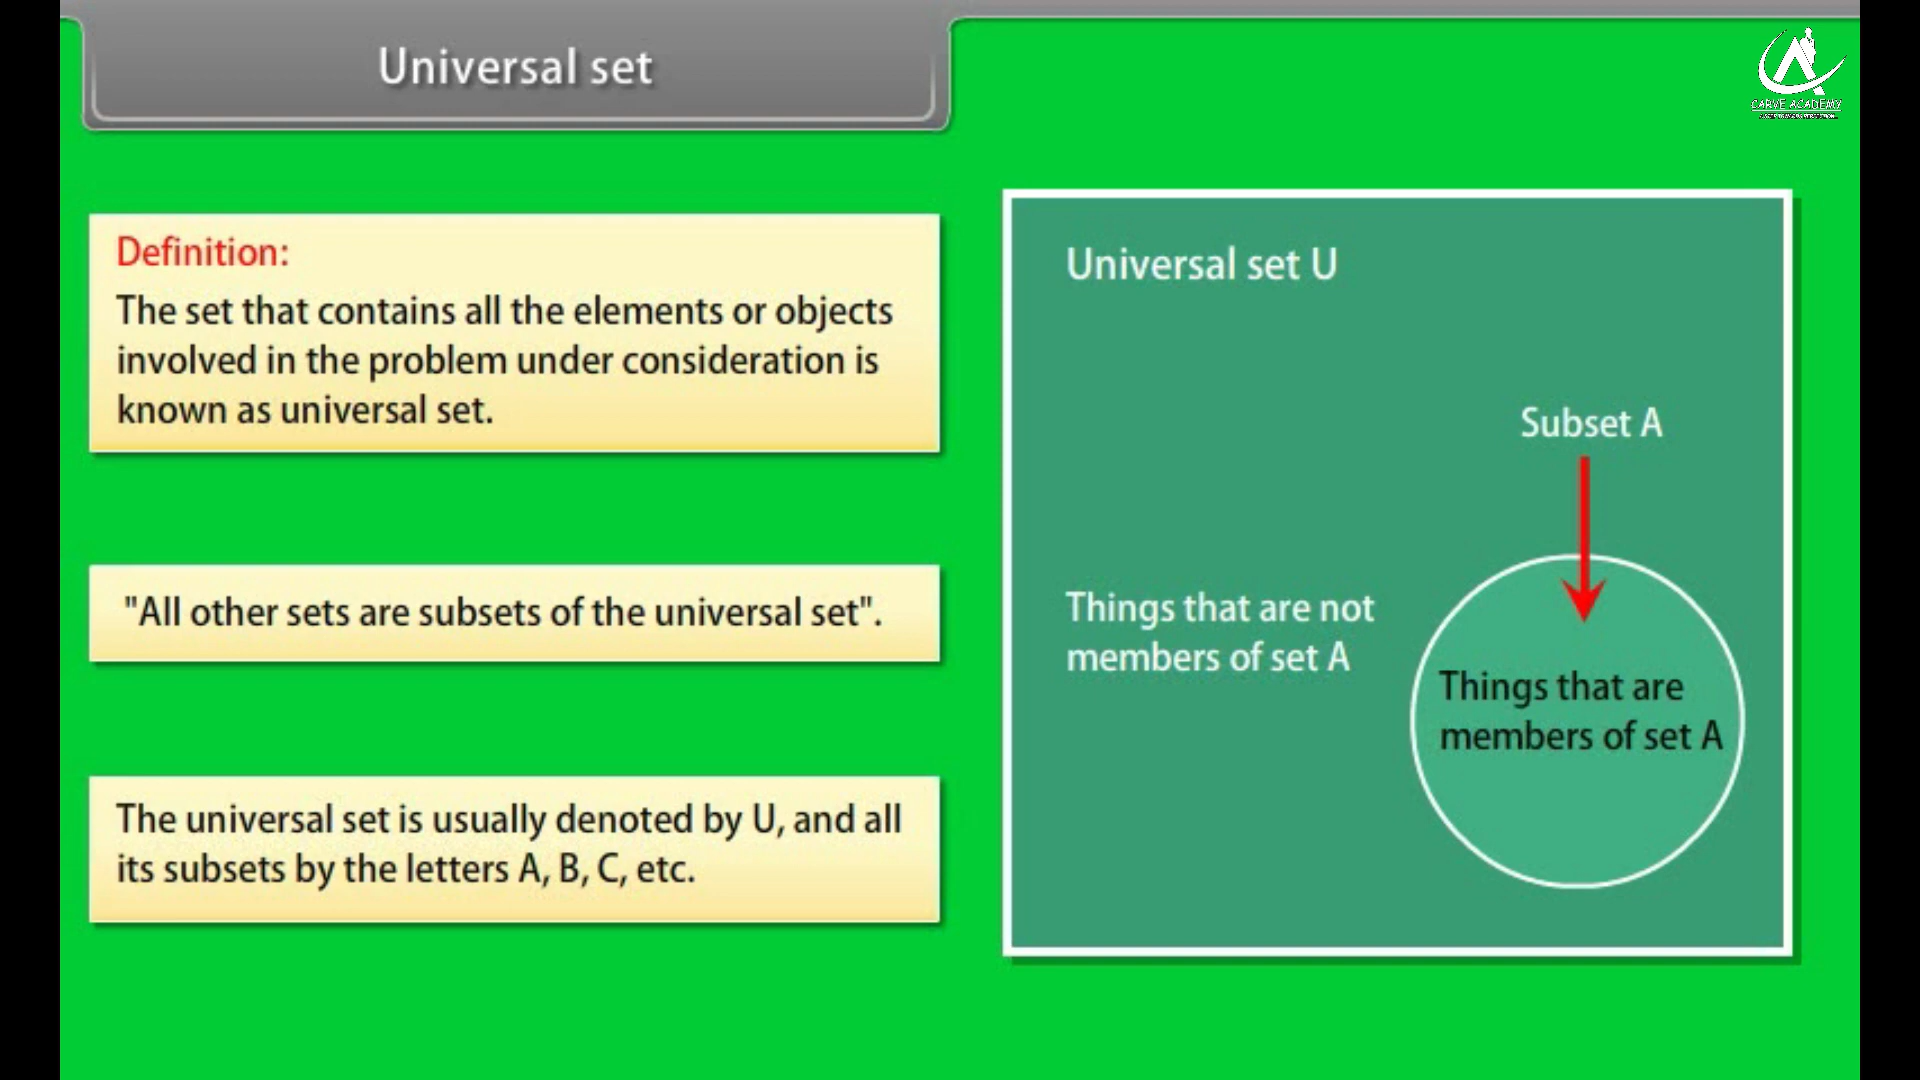 Universal set
CARVE ACADEMY
Definition:
The set that contains all the elements or objects
involved in the problem under consideration is
known as universal set.
"All other sets are subsets of the universal set".
The universal set is usually denoted by U, and all
its subsets by the letters A, B, C, etc.
Universal set U
Subset A
Things that are not
members of set A
Things that are
members of set A